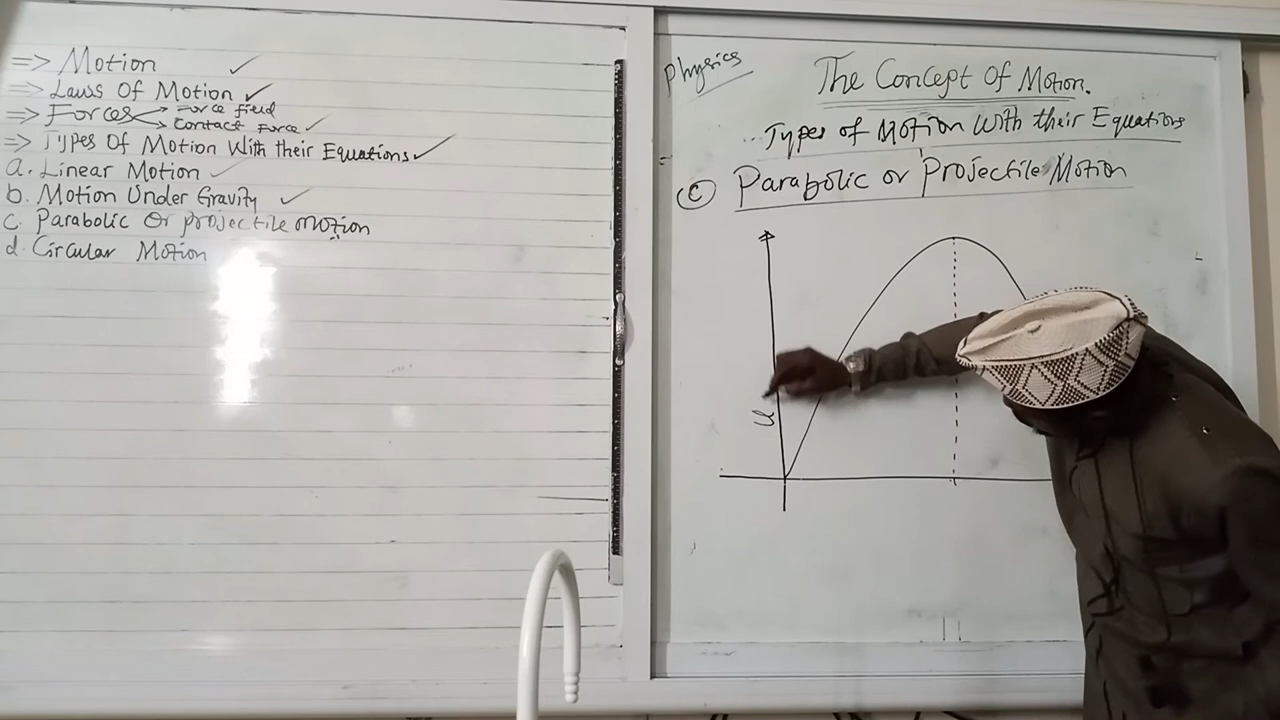 => Motion ✓
=> Laws Of Motion ✓
=> Forces → Force field
→ Contact Force ✓
=> Types Of Motion With their Equations ✓
a. Linear Motion ✓
b. Motion Under Gravity ✓
c. Parabolic Or projectile motion
d. Circular Motion
Physics
The Concept Of Motion.
Types of Motion With their Equations
(c) Parabolic or Projectile Motion